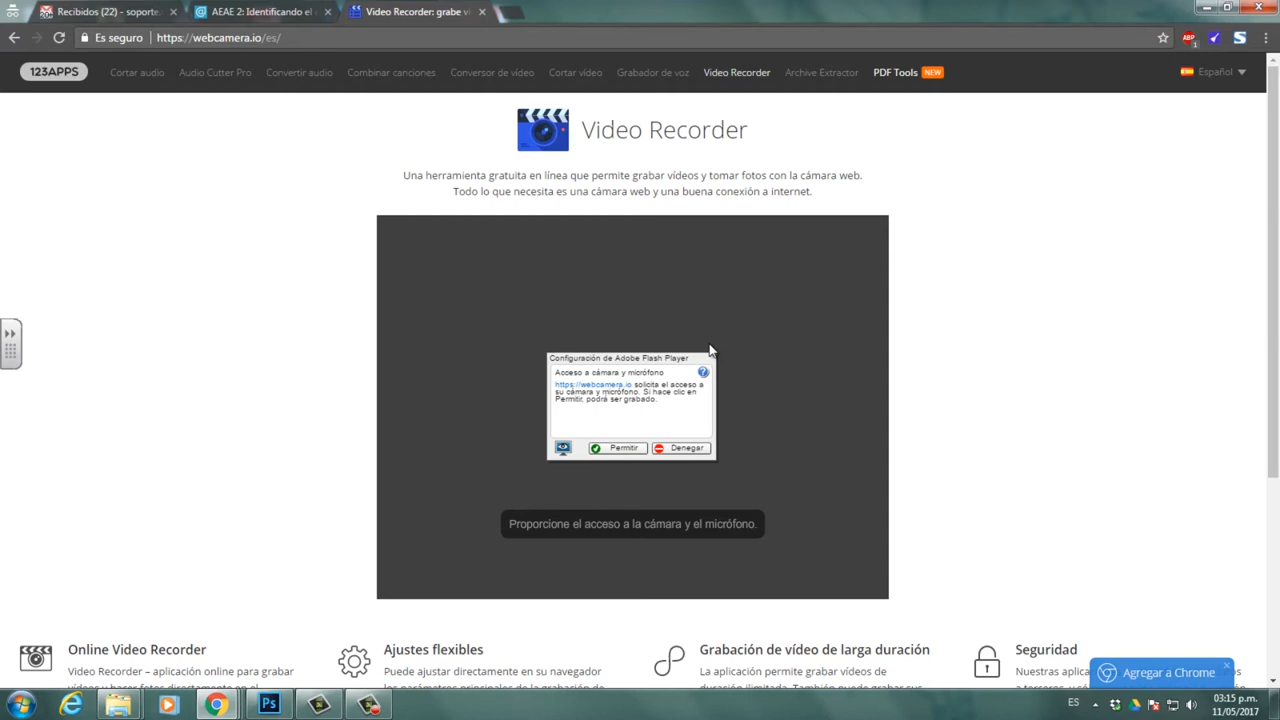 Recibidos (22) - soporte.
AEAE 2: Identificando el
Video Recorder: grabe v
Es seguro
https://webcamera.io/es/
ABP
1
123APPS
Cortar audio
Audio Cutter Pro
Convertir audio
Combinar canciones
Conversor de vídeo
Cortar vídeo
Grabador de voz
Video Recorder
Archive Extractor
PDF Tools
NEW
Español
Video Recorder
Una herramienta gratuita en línea que permite grabar vídeos y tomar fotos con la cámara web.
Todo lo que necesita es una cámara web y una buena conexión a internet.
Configuración de Adobe Flash Player
Acceso a cámara y micrófono
https://webcamera.io solicita el acceso a
su cámara y micrófono. Si hace clic en
Permitir, podrá ser grabado.
Permitir
Denegar
Proporcione el acceso a la cámara y el micrófono.
Online Video Recorder
Video Recorder – aplicación online para grabar
Ajustes flexibles
Puede ajustar directamente en su navegador
Grabación de vídeo de larga duración
La aplicación permite grabar vídeos de
Seguridad
Nuestras aplica
Agregar a Chrome
Ps
ES
03:15 p.m.
11/05/2017